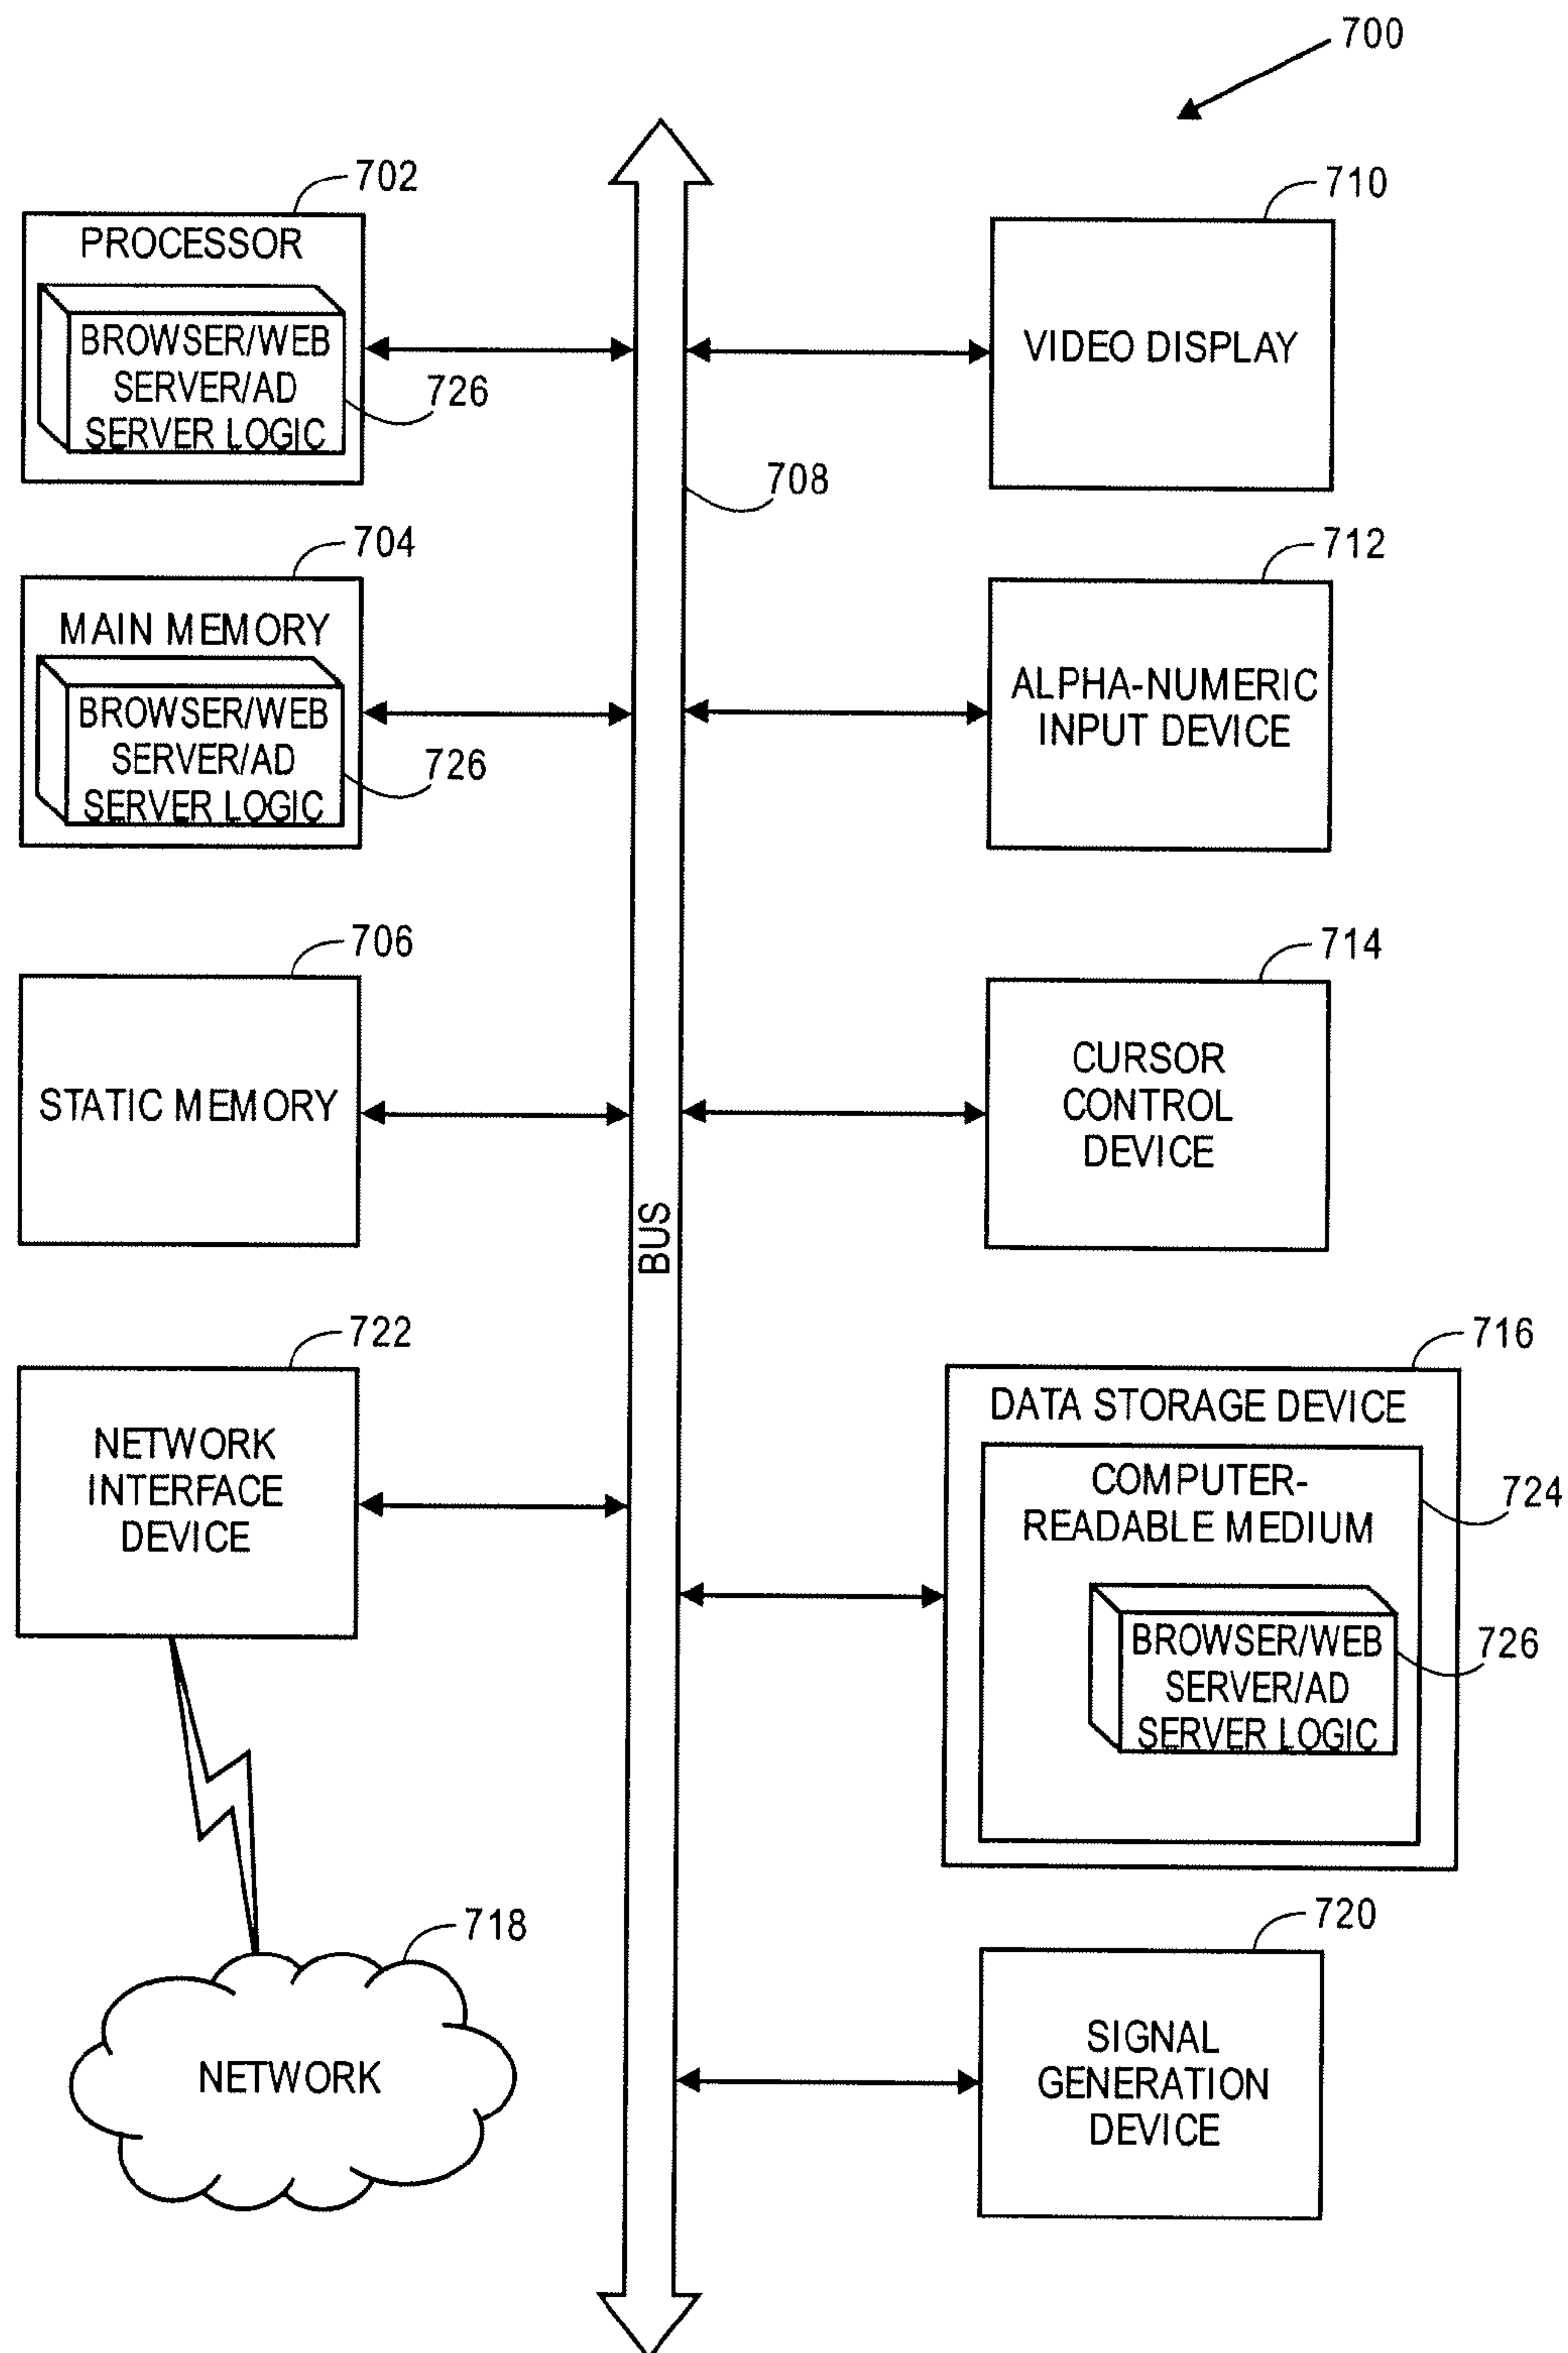 700
702
PROCESSOR
BROWSER/WEB
SERVER/AD
SERVER LOGIC
726
710
VIDEO DISPLAY
708
704
MAIN MEMORY
BROWSER/WEB
SERVER/AD
SERVER LOGIC
726
712
ALPHA-NUMERIC
INPUT DEVICE
706
STATIC MEMORY
714
CURSOR
CONTROL
DEVICE
BUS
722
NETWORK
INTERFACE
DEVICE
716
DATA STORAGE DEVICE
COMPUTER-
READABLE MEDIUM
724
BROWSER/WEB
SERVER/AD
SERVER LOGIC
726
718
NETWORK
720
SIGNAL
GENERATION
DEVICE